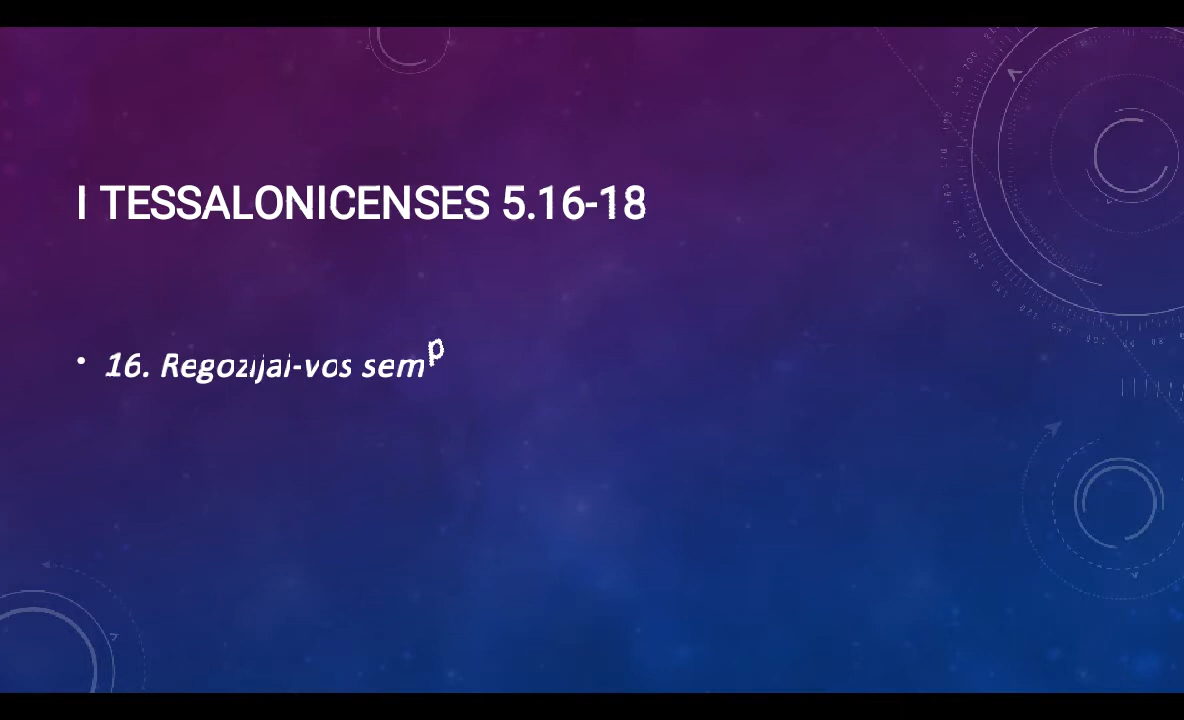 I TESSALONICENSES 5.16-18
• 16. Regozijai-vos semp